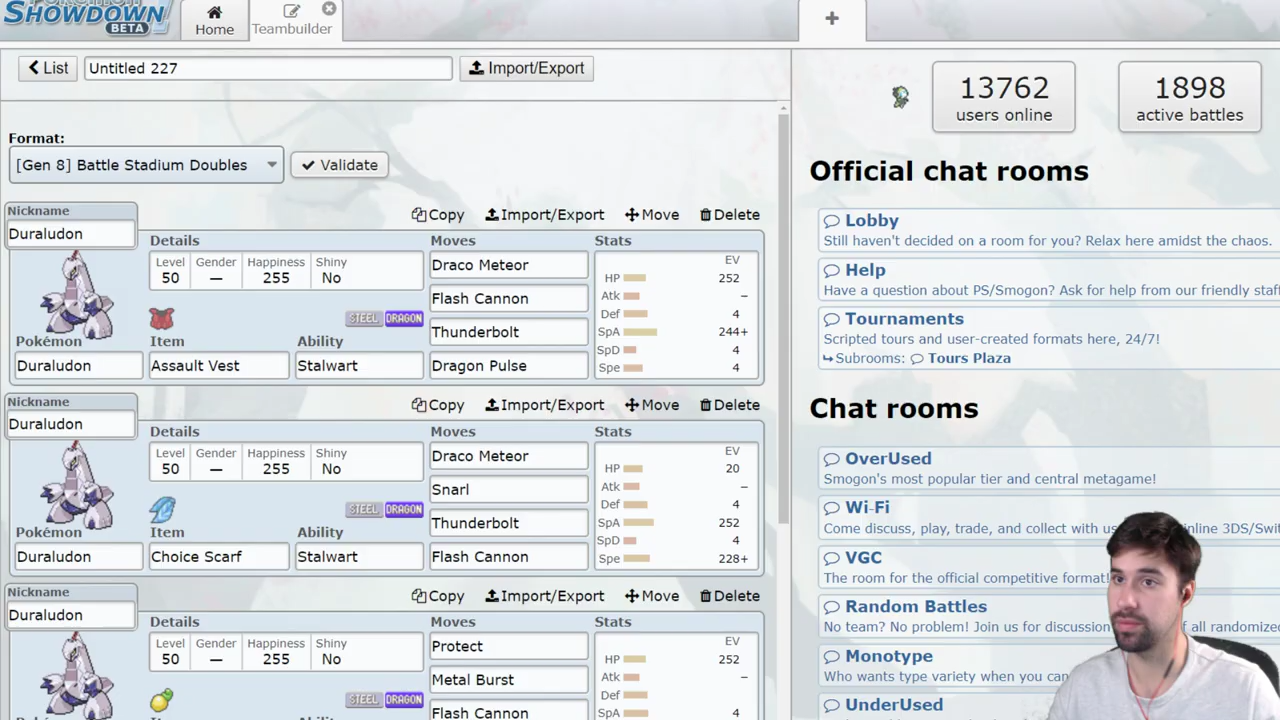 Pokémon
SHOWDOWN
BETA
Home
Teambuilder
+
List
Untitled 227
Import/Export
13762
users online
1898
active battles
Format:
[Gen 8] Battle Stadium Doubles
Validate
Official chat rooms
Lobby
Still haven't decided on a room for you? Relax here amidst the chaos.
Help
Have a question about PS/Smogon? Ask for help from our friendly staf
Tournaments
Scripted tours and user-created formats here, 24/7!
Subrooms: Tours Plaza
Chat rooms
OverUsed
Smogon's most popular tier and central metagame!
Wi-Fi
Come discuss, play, trade, and collect with us nline 3DS/Swi
VGC
The room for the official competitive format!
Random Battles
No team? No problem! Join us for discussion of all randomized
Monotype
Who wants type variety when you can
UnderUsed
Nickname
Duraludon
Copy Import/Export Move Delete
Details
Moves
Stats
Level Gender Happiness Shiny
50 — 255 No
Draco Meteor
Flash Cannon
Thunderbolt
Dragon Pulse
EV
HP 252
Atk –
Def 4
SpA 244+
SpD 4
Spe 4
STEEL DRAGON
Pokémon Item Ability
Duraludon Assault Vest Stalwart
Nickname
Duraludon
Copy Import/Export Move Delete
Details
Moves
Stats
Level Gender Happiness Shiny
50 — 255 No
Draco Meteor
Snarl
Thunderbolt
Flash Cannon
EV
HP 20
Atk –
Def 4
SpA 252
SpD 4
Spe 228+
STEEL DRAGON
Pokémon Item Ability
Duraludon Choice Scarf Stalwart
Nickname
Duraludon
Copy Import/Export Move Delete
Details
Moves
Stats
Level Gender Happiness Shiny
50 — 255 No
Protect
Metal Burst
Flash Cannon
EV
HP 252
Atk –
Def
SpA 4
STEEL DRAGON